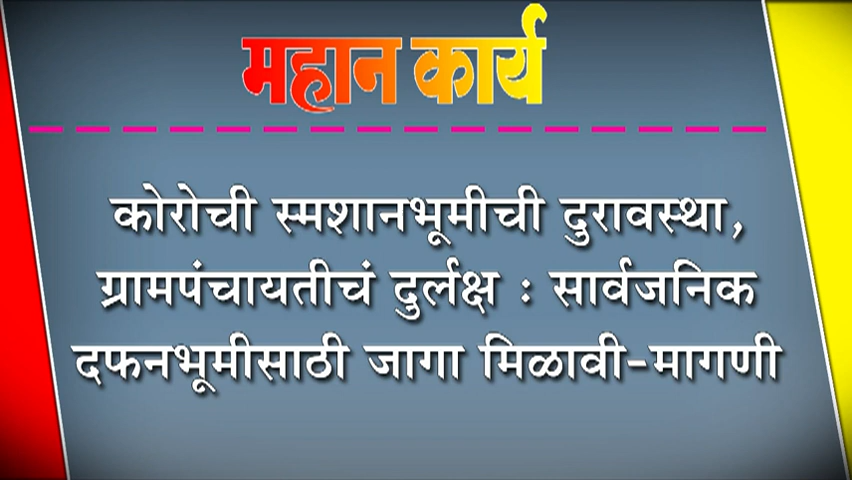 महान कार्य
कोरोची स्मशानभूमीची दुरावस्था,
ग्रामपंचायतीचं दुर्लक्ष : सार्वजनिक
दफनभूमीसाठी जागा मिळावी-मागणी